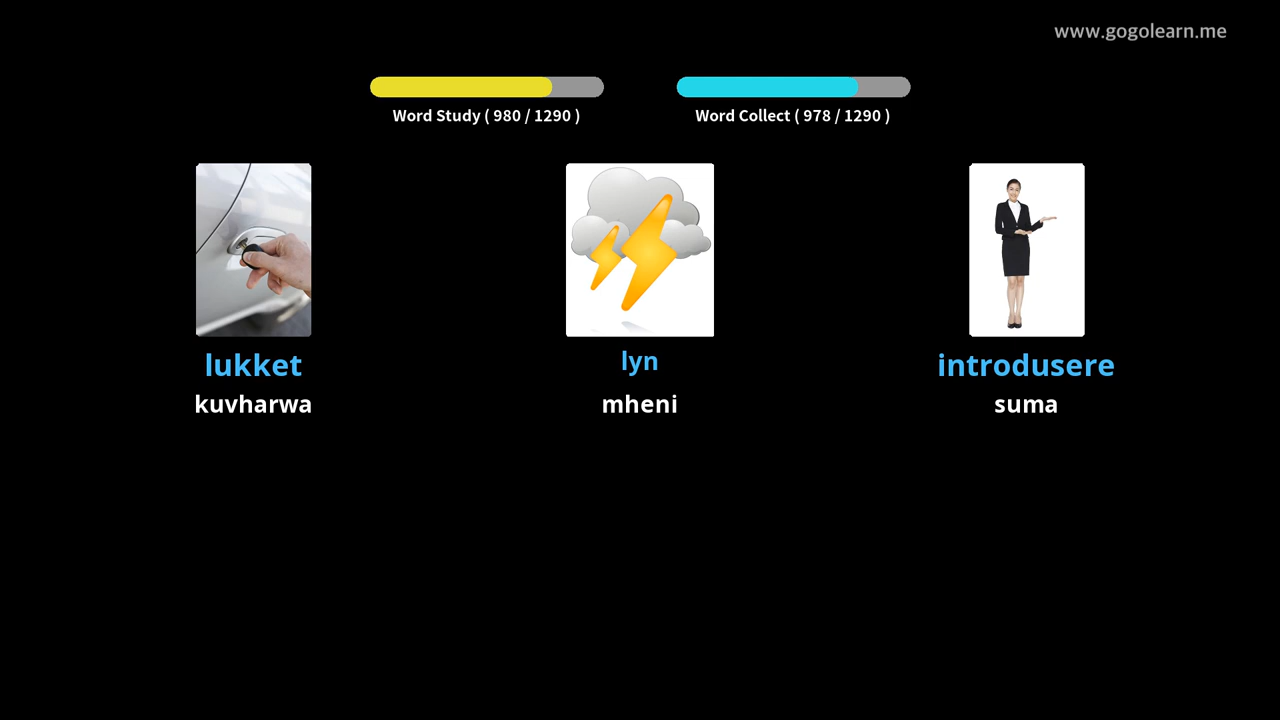 www.gogolearn.me
Word Study ( 980 / 1290 )
Word Collect ( 978 / 1290 )
lukket
lyn
introdusere
kuvharwa
mheni
suma